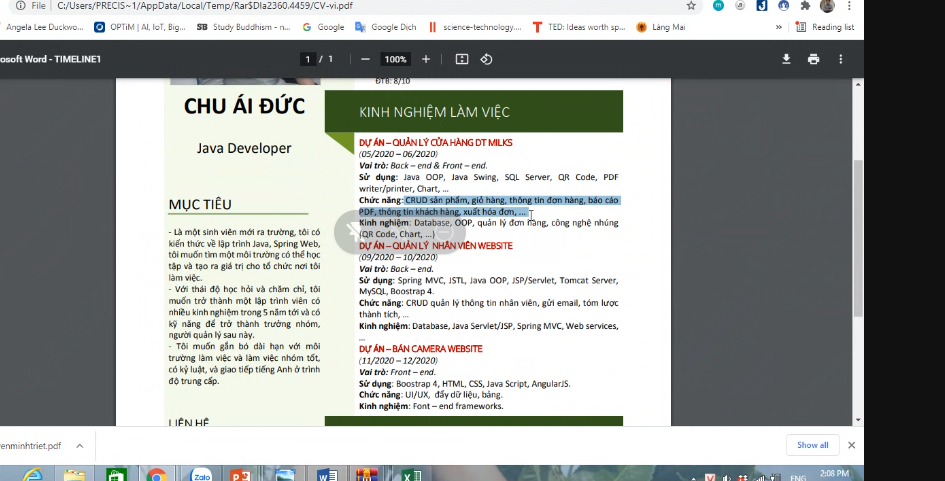 File
C:/Users/PRECIS~1/AppData/Local/Temp/Rar$DIa2360.4459/CV-vi.pdf
Angela Lee Duckwo...
OPTiM | AI, IoT, Big...
SB Study Buddhism - n...
Google
Google Dịch
science-technology....
TED: Ideas worth sp...
Làng Mai
»
Reading list
osoft Word - TIMELINE1
1 / 1
100%
ĐTB: 8/10
CHU ÁI ĐỨC
Java Developer
MỤC TIÊU
- Là một sinh viên mới ra trường, tôi có
kiến thức về lập trình Java, Spring Web,
tôi muốn tìm một môi trường có thể học
tập và tạo ra giá trị cho tổ chức nơi tôi
làm việc.
- Với thái độ học hỏi và chăm chỉ, tôi
muốn trở thành một lập trình viên có
nhiều kinh nghiệm trong 5 năm tới và có
kỹ năng để trở thành trưởng nhóm,
người quản lý sau này.
- Tôi muốn gắn bó dài hạn với môi
trường làm việc và làm việc nhóm tốt,
có kỷ luật, và giao tiếp tiếng Anh ở trình
độ trung cấp.
LIÊN HỆ
KINH NGHIỆM LÀM VIỆC
DỰ ÁN – QUẢN LÝ CỬA HÀNG DT MILKS
(05/2020 – 06/2020)
Vai trò: Back – end & Front – end.
Sử dụng: Java OOP, Java Swing, SQL Server, QR Code, PDF
writer/printer, Chart, ...
Chức năng: CRUD sản phẩm, giỏ hàng, thông tin đơn hàng, báo cáo
PDF, thông tin khách hàng, xuất hóa đơn, ...
Kinh nghiệm: Database, OOP, quản lý đơn hàng, công nghệ nhúng
(QR Code, Chart, ...)
DỰ ÁN – QUẢN LÝ NHÂN VIÊN WEBSITE
(09/2020 – 10/2020)
Vai trò: Back – end.
Sử dụng: Spring MVC, JSTL, Java OOP, JSP/Servlet, Tomcat Server,
MySQL, Boostrap 4.
Chức năng: CRUD quản lý thông tin nhân viên, gửi email, tóm lược
thành tích, ...
Kinh nghiệm: Database, Java Servlet/JSP, Spring MVC, Web services,
...
DỰ ÁN – BÁN CAMERA WEBSITE
(11/2020 – 12/2020)
Vai trò: Front – end.
Sử dụng: Boostrap 4, HTML, CSS, Java Script, AngularJS.
Chức năng: UI/UX, đẩy dữ liệu, bảng.
Kinh nghiệm: Font – end frameworks.
enminhtriet.pdf
Show all
Zalo
ENG
2:08 PM